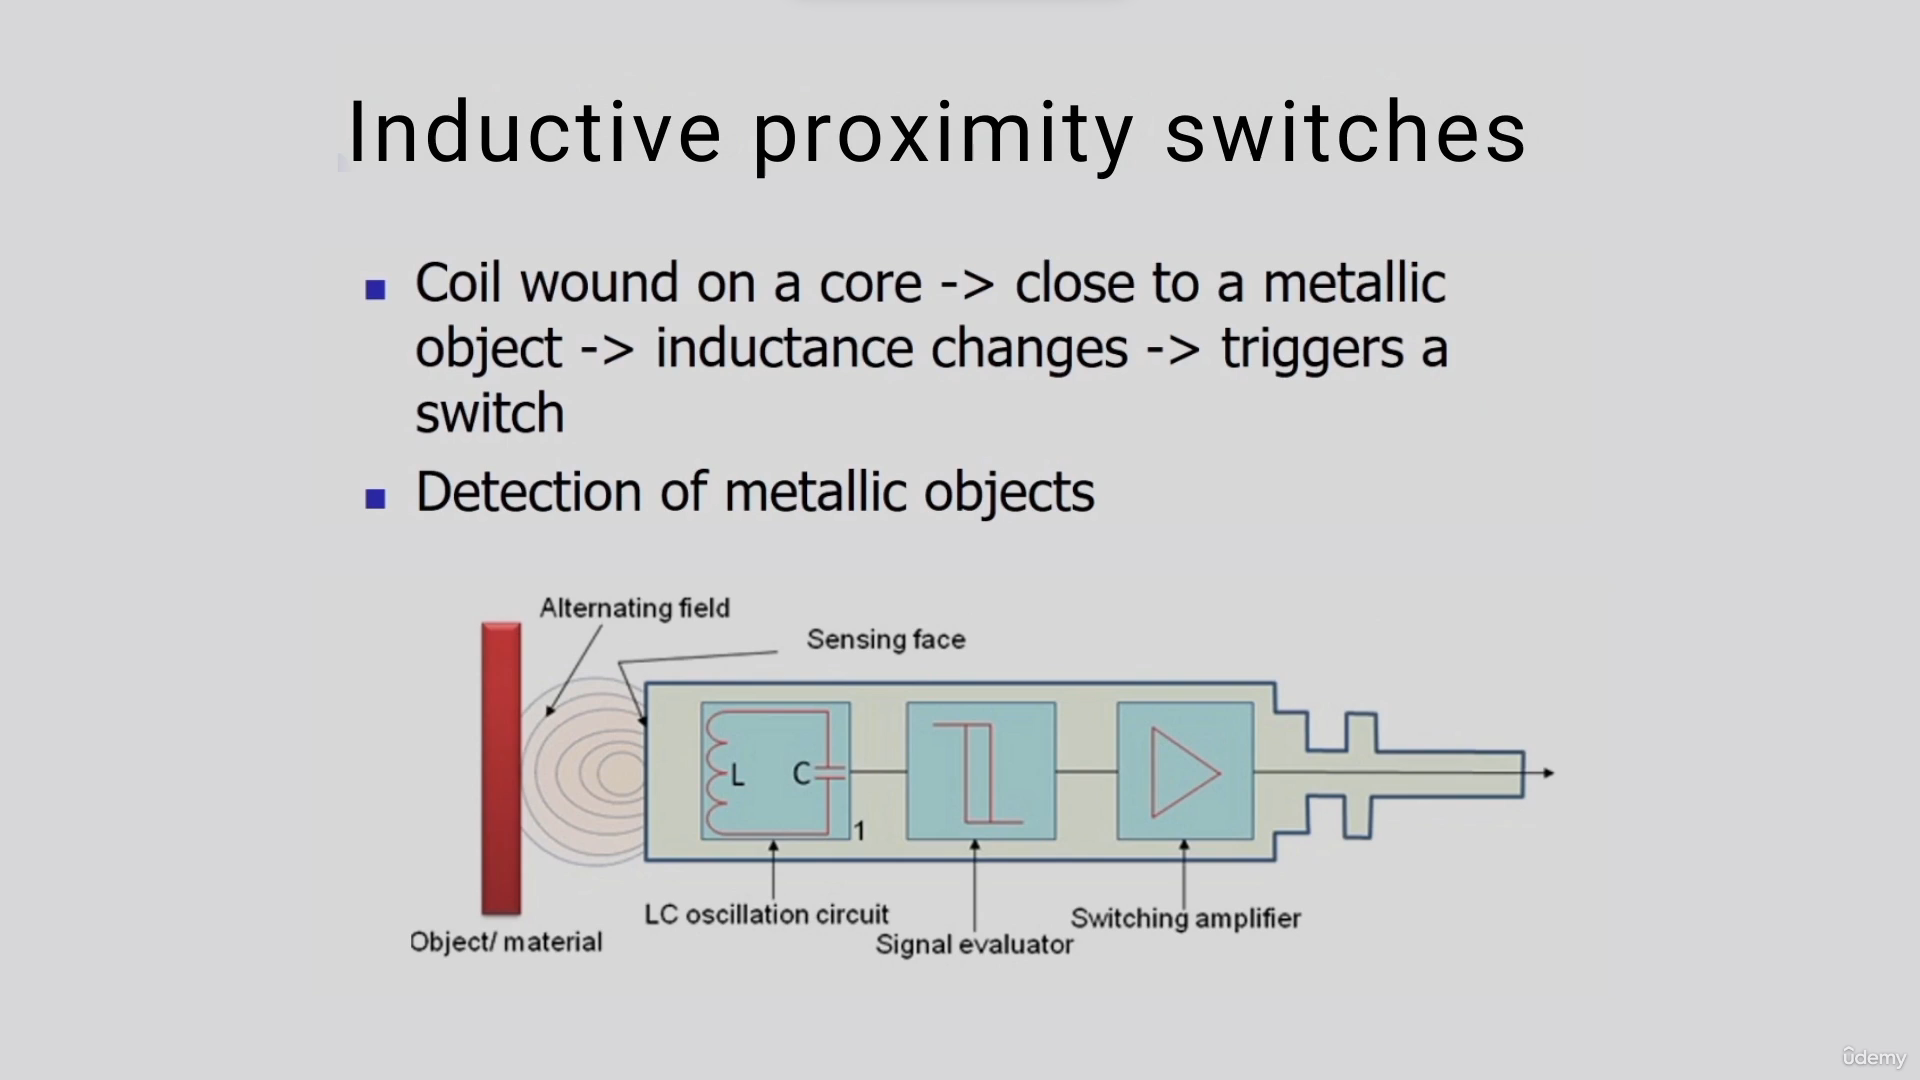 Inductive proximity switches
Coil wound on a core -> close to a metallic
object -> inductance changes -> triggers a
switch
Detection of metallic objects
Alternating field
Sensing face
L C
1
LC oscillation circuit
Switching amplifier
Object/ material
Signal evaluator
ûdemy